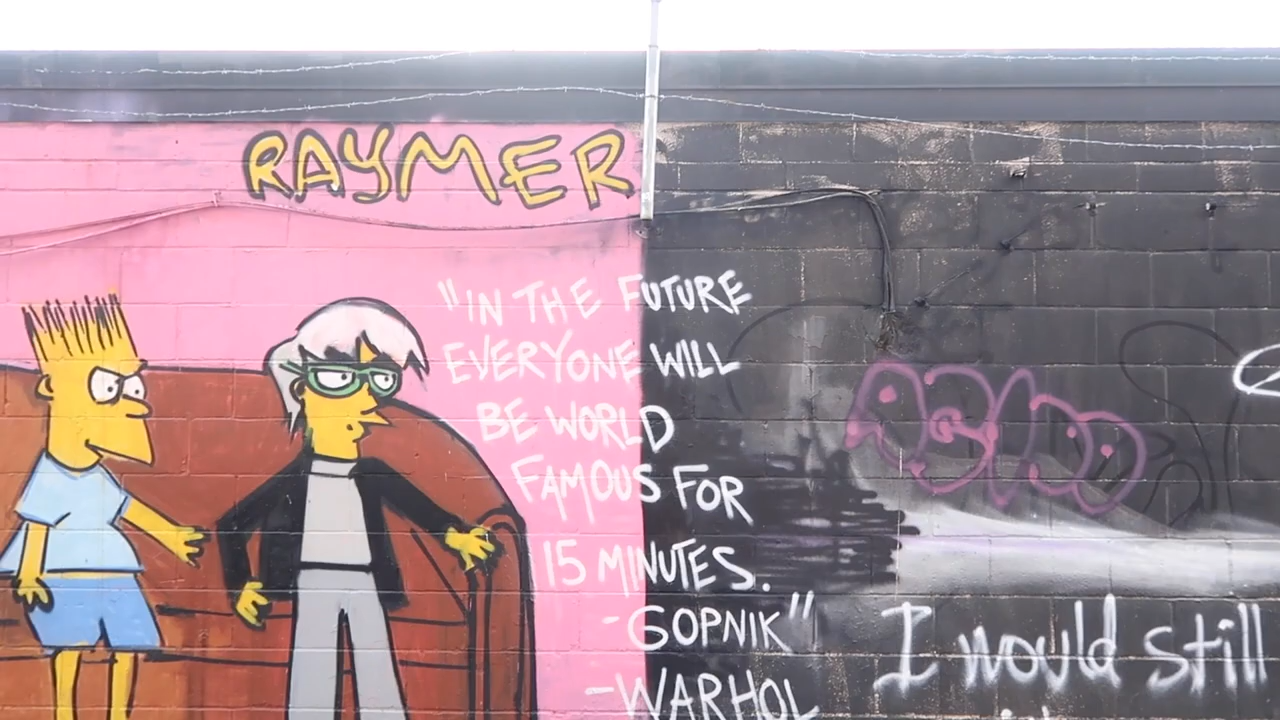 RAYMER
"IN THE FUTURE
EVERYONE WILL
BE WORLD
FAMOUS FOR
15 MINUTES.
-GOPNIK"
-WARHOL
I would still